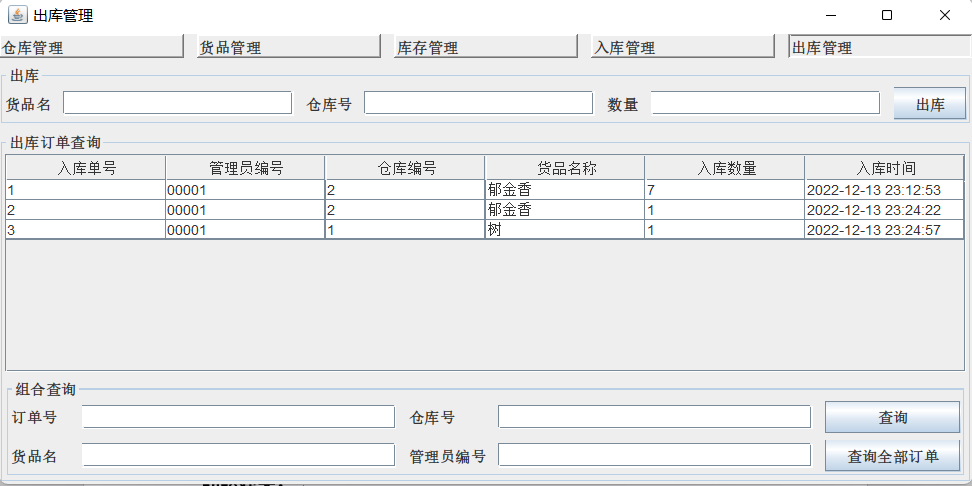 出库管理
仓库管理 货品管理 库存管理 入库管理 出库管理
出库
货品名 仓库号 数量 出库
出库订单查询
入库单号 管理员编号 仓库编号 货品名称 入库数量 入库时间
1 00001 2 郁金香 7 2022-12-13 23:12:53
2 00001 2 郁金香 1 2022-12-13 23:24:22
3 00001 1 树 1 2022-12-13 23:24:57
组合查询
订单号 仓库号 查询
货品名 管理员编号 查询全部订单